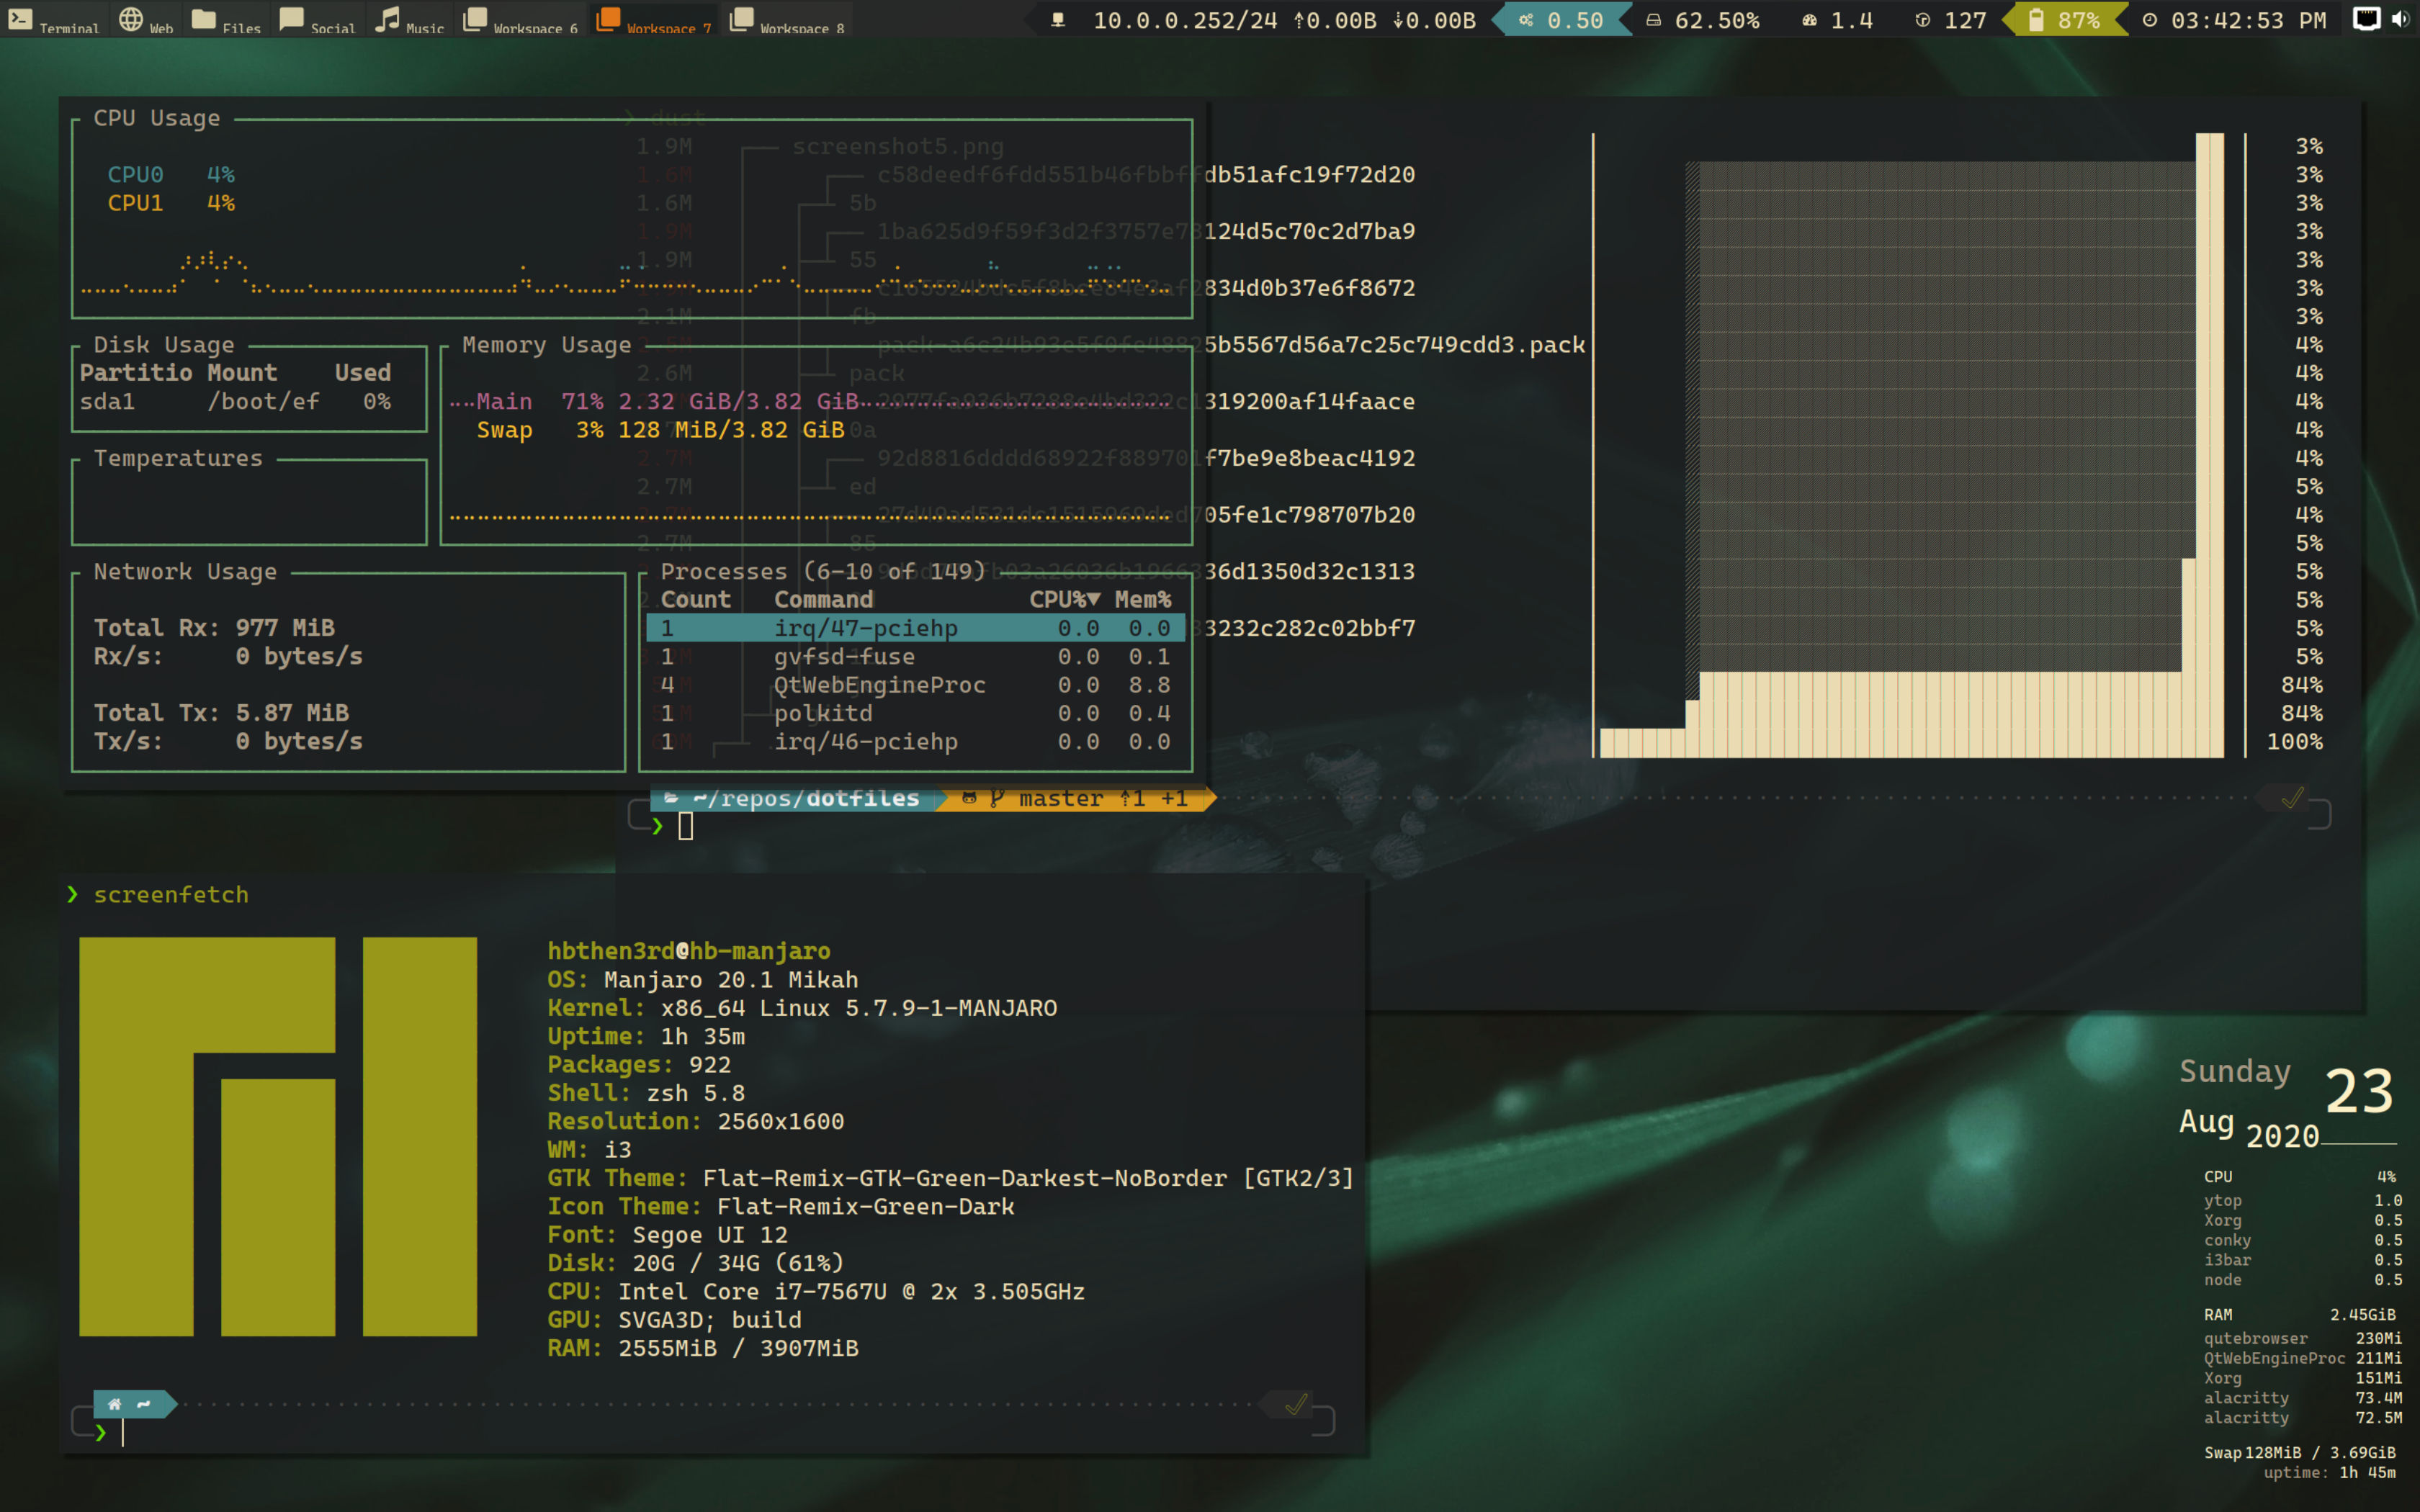 Terminal Web Files Social Music Workspace 6 Workspace 7 Workspace 8 10.0.0.252/24 ↑0.00B ↓0.00B 0.50 62.50% 1.4 127 87% 03:42:53 PM
CPU Usage
CPU0 4%
CPU1 4%
Disk Usage
Partitio Mount Used
sda1 /boot/ef 0%
Memory Usage
Main 71% 2.32 GiB/3.82 GiB
Swap 3% 128 MiB/3.82 GiB
Temperatures
Network Usage
Total Rx: 977 MiB
Rx/s: 0 bytes/s
Total Tx: 5.87 MiB
Tx/s: 0 bytes/s
Processes (6-10 of 149)
Count Command CPU%▼ Mem%
1 irq/47-pciehp 0.0 0.0
1 gvfsd-fuse 0.0 0.1
4 QtWebEngineProc 0.0 8.8
1 polkitd 0.0 0.4
1 irq/46-pciehp 0.0 0.0
❯ dust
1.9M screenshot5.png 3%
1.6M db51afc19f72d20 3%
1.6M 5b 3%
1.9M 124d5c70c2d7ba9 3%
1.9M 55 3%
834d0b37e6f8672 3%
2.1M fb 3%
5b5567d56a7c25c749cdd3.pack 4%
2.6M pack 4%
319200af14faace 4%
0a 4%
2.7M f7be9e8beac4192 4%
2.7M ed 5%
05fe1c798707b20 4%
2.7M 85 5%
36d1350d32c1313 5%
5%
3232c282c02bbf7 5%
5%
84%
84%
100%
~/repos/dotfiles master ↑1 +1
❯
❯ screenfetch
hbthen3rd@hb-manjaro
OS: Manjaro 20.1 Mikah
Kernel: x86_64 Linux 5.7.9-1-MANJARO
Uptime: 1h 35m
Packages: 922
Shell: zsh 5.8
Resolution: 2560x1600
WM: i3
GTK Theme: Flat-Remix-GTK-Green-Darkest-NoBorder [GTK2/3]
Icon Theme: Flat-Remix-Green-Dark
Font: Segoe UI 12
Disk: 20G / 34G (61%)
CPU: Intel Core i7-7567U @ 2x 3.505GHz
GPU: SVGA3D; build
RAM: 2555MiB / 3907MiB
~
❯
Sunday 23
Aug 2020
CPU 4%
ytop 1.0
Xorg 0.5
conky 0.5
i3bar 0.5
node 0.5
RAM 2.45GiB
qutebrowser 230Mi
QtWebEngineProc 211Mi
Xorg 151Mi
alacritty 73.4M
alacritty 72.5M
Swap 128MiB / 3.69GiB
uptime: 1h 45m